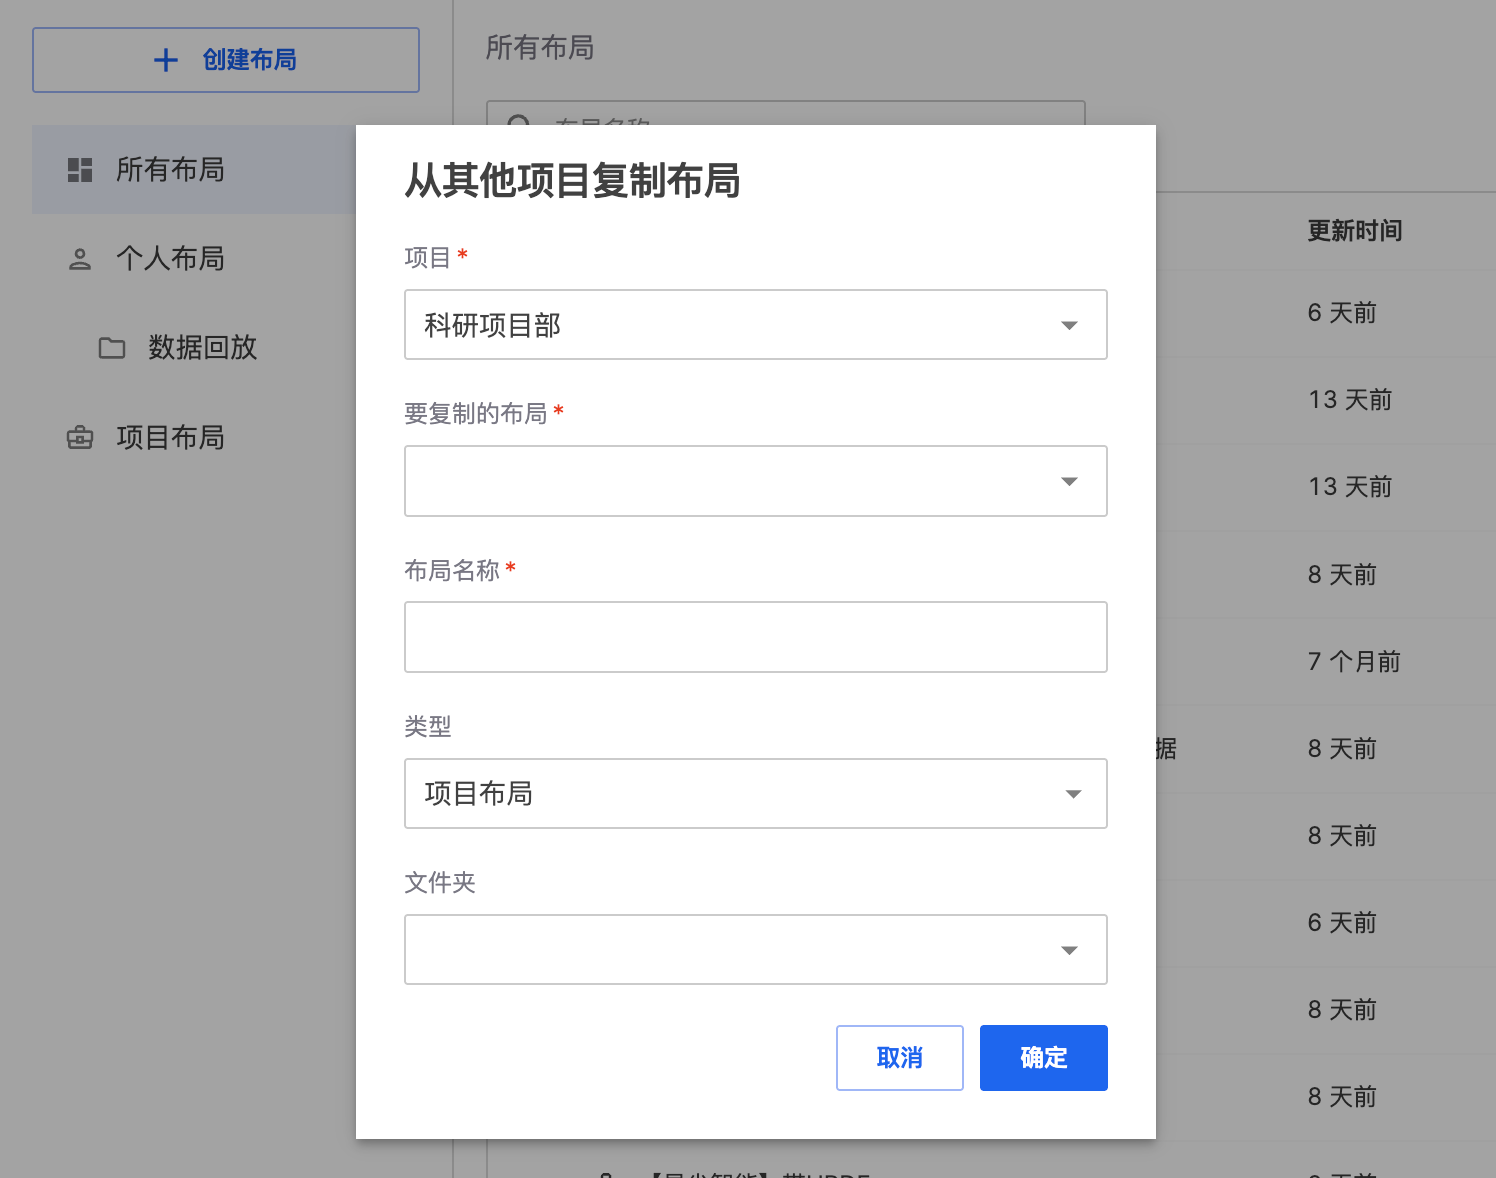 创建布局
所有布局
个人布局
数据回放
项目布局
所有布局
布局名称
更新时间
6 天前
13 天前
13 天前
8 天前
7 个月前
据
8 天前
8 天前
6 天前
8 天前
8 天前
从其他项目复制布局
项目*
科研项目部
要复制的布局*
布局名称*
类型
项目布局
文件夹
取消
确定